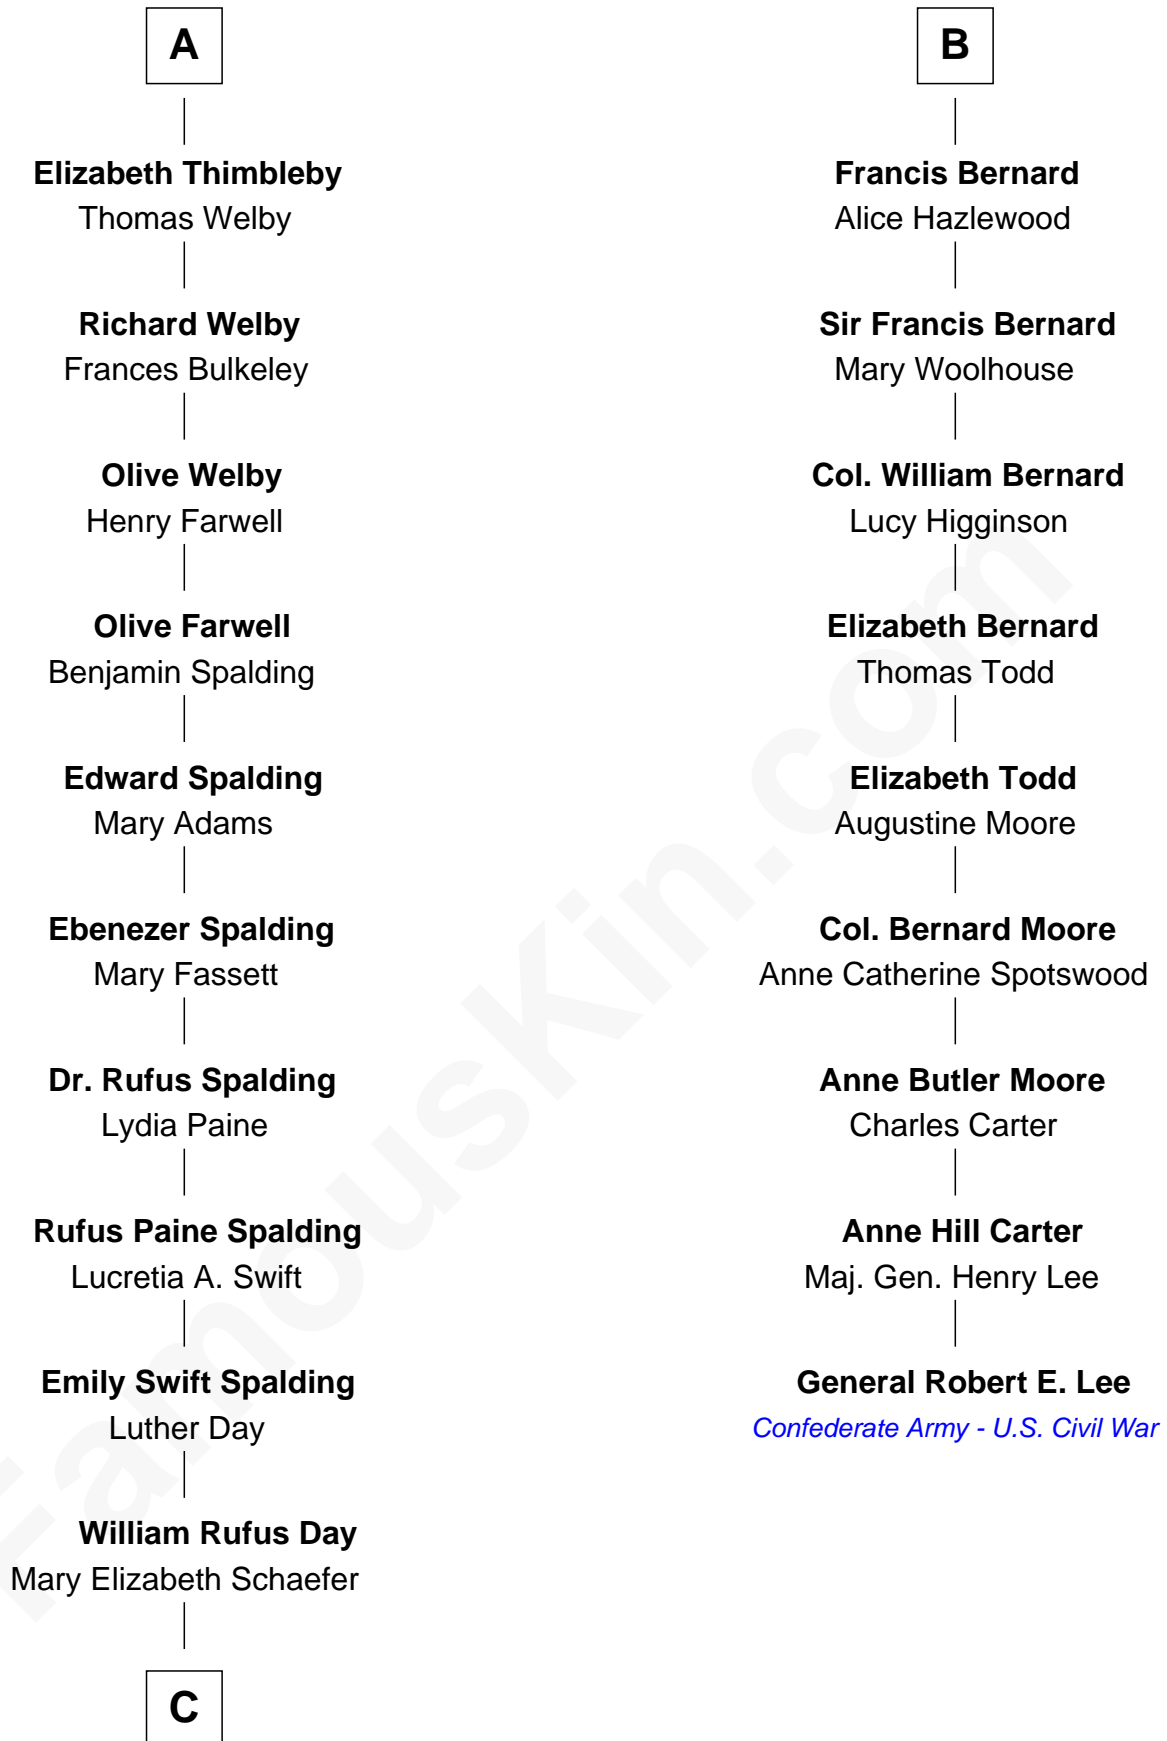 A
Elizabeth Thimbleby
Thomas Welby
Richard Welby
Frances Bulkeley
Olive Welby
Henry Farwell
Olive Farwell
Benjamin Spalding
Edward Spalding
Mary Adams
Ebenezer Spalding
Mary Fassett
Dr. Rufus Spalding
Lydia Paine
Rufus Paine Spalding
Lucretia A. Swift
Emily Swift Spalding
Luther Day
William Rufus Day
Mary Elizabeth Schaefer
C
B
Francis Bernard
Alice Hazlewood
Sir Francis Bernard
Mary Woolhouse
Col. William Bernard
Lucy Higginson
Elizabeth Bernard
Thomas Todd
Elizabeth Todd
Augustine Moore
Col. Bernard Moore
Anne Catherine Spotswood
Anne Butler Moore
Charles Carter
Anne Hill Carter
Maj. Gen. Henry Lee
General Robert E. Lee
Confederate Army - U.S. Civil War
FamousKin.com